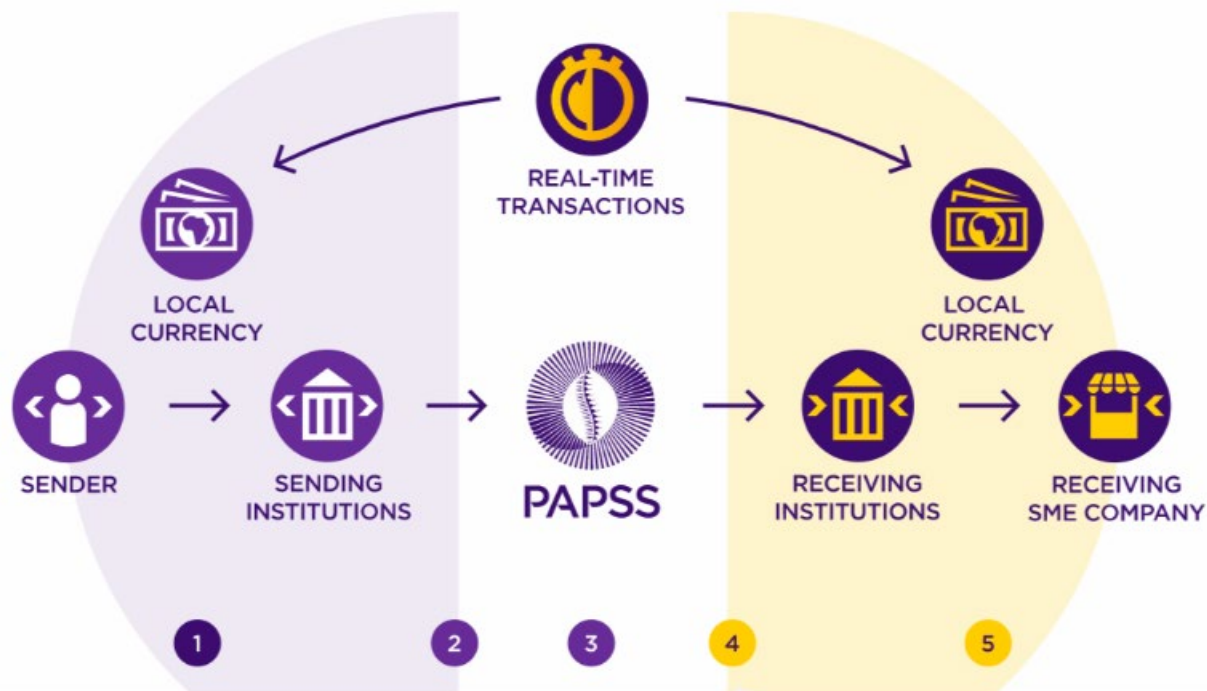 REAL-TIME
TRANSACTIONS
LOCAL
CURRENCY
LOCAL
CURRENCY
SENDER
SENDING
INSTITUTIONS
PAPSS
RECEIVING
INSTITUTIONS
RECEIVING
SME COMPANY
1
2
3
4
5